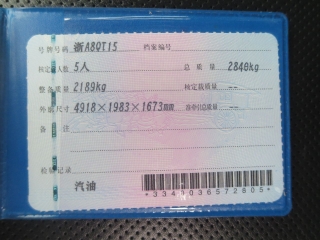 号牌号码 浙A8QT15 档案编号
核定载人数 5人 总质量 2840kg
整备质量 2189kg 核定载质量 --
外廓尺寸 4918×1983×1673mm 准牵引总质量 --
备注
检验记录
汽油
*3340036572805*